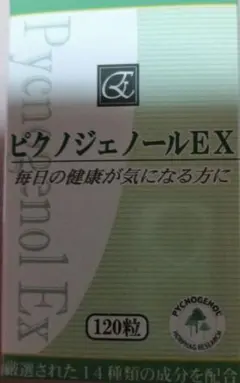 Pycnogenol Ex
ピクノジェノールEX
毎日の健康が気になる方に
120粒
PYCNOGENOL®
HORPHAG RESEARCH
厳選された14種類の成分を配合